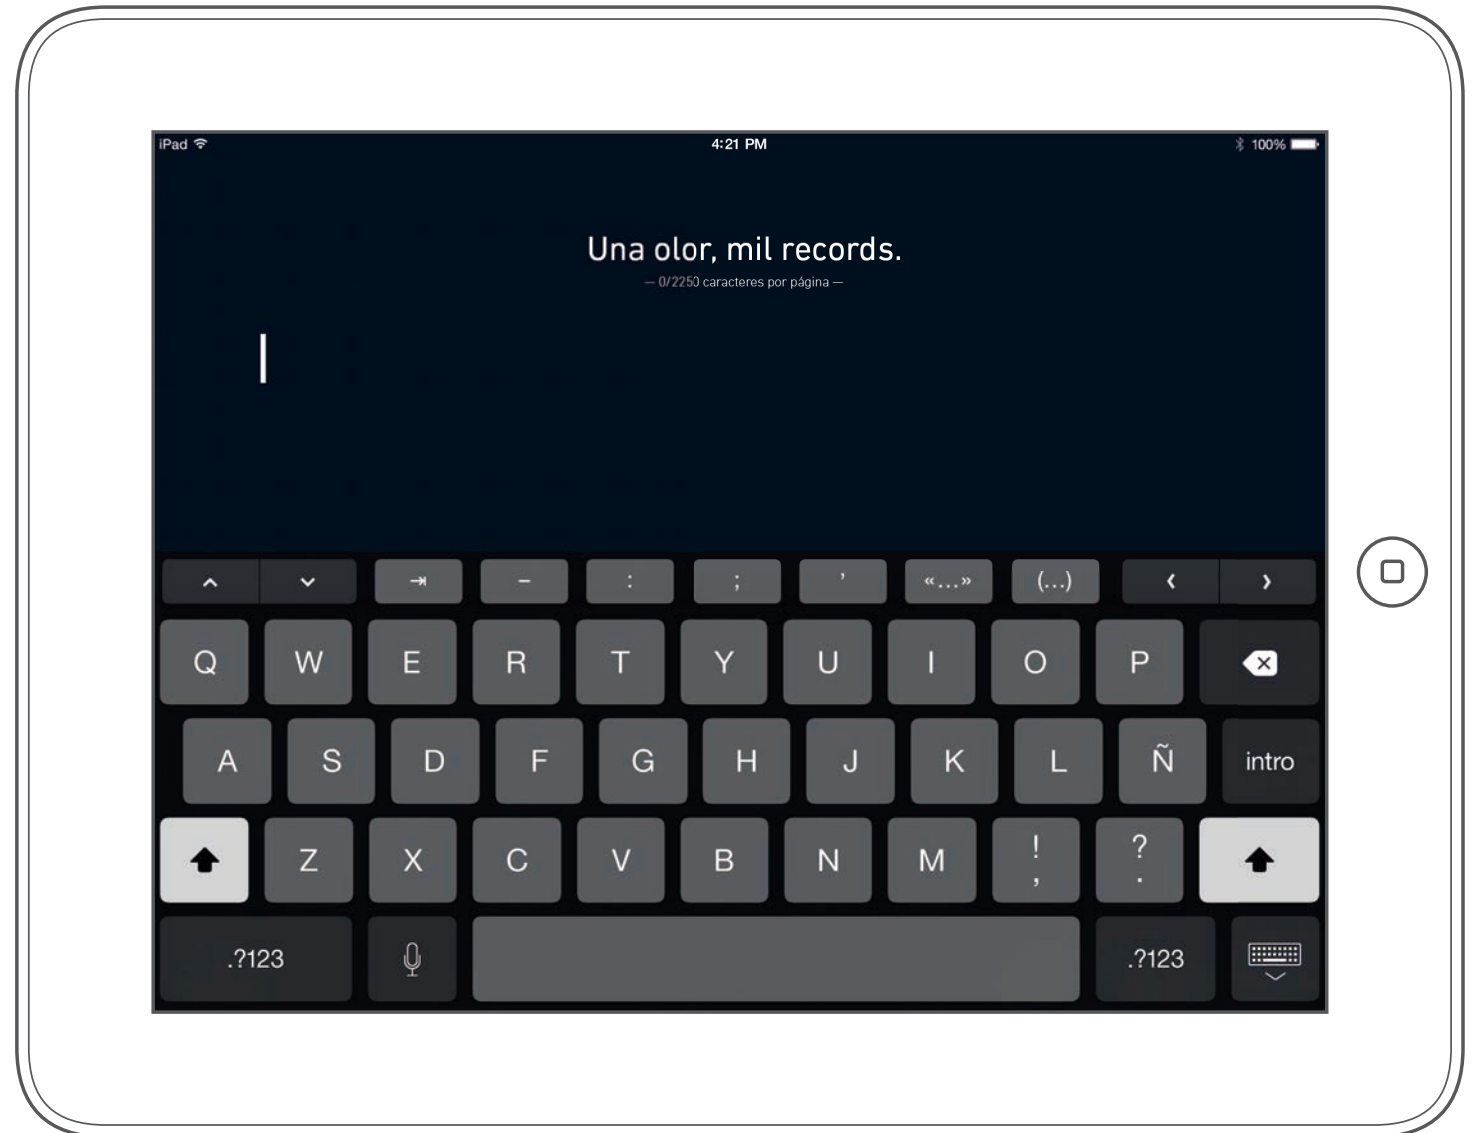 iPad 4:21 PM 100%
Una olor, mil records.
— 0/2250 caracteres por página —
- : ; ' «...» (...)
Q W E R T Y U I O P
A S D F G H J K L Ñ intro
Z X C V B N M ! , ? .
.?123 .?123